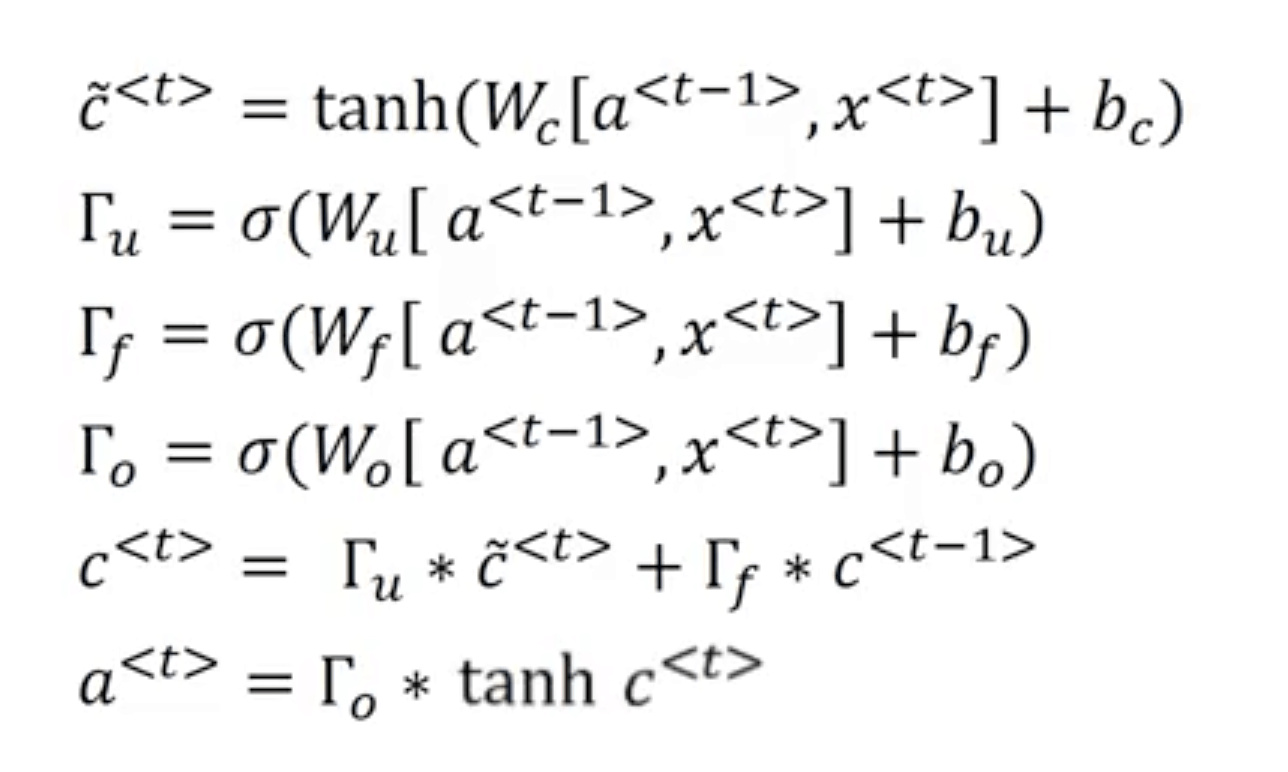 c̃^{<t>} = tanh(W_c[a^{<t−1>}, x^{<t>}] + b_c)
Γ_u = σ(W_u[ a^{<t−1>}, x^{<t>}] + b_u)
Γ_f = σ(W_f[ a^{<t−1>}, x^{<t>}] + b_f)
Γ_o = σ(W_o[ a^{<t−1>}, x^{<t>}] + b_o)
c^{<t>} = Γ_u * c̃^{<t>} + Γ_f * c^{<t−1>}
a^{<t>} = Γ_o * tanh c^{<t>}